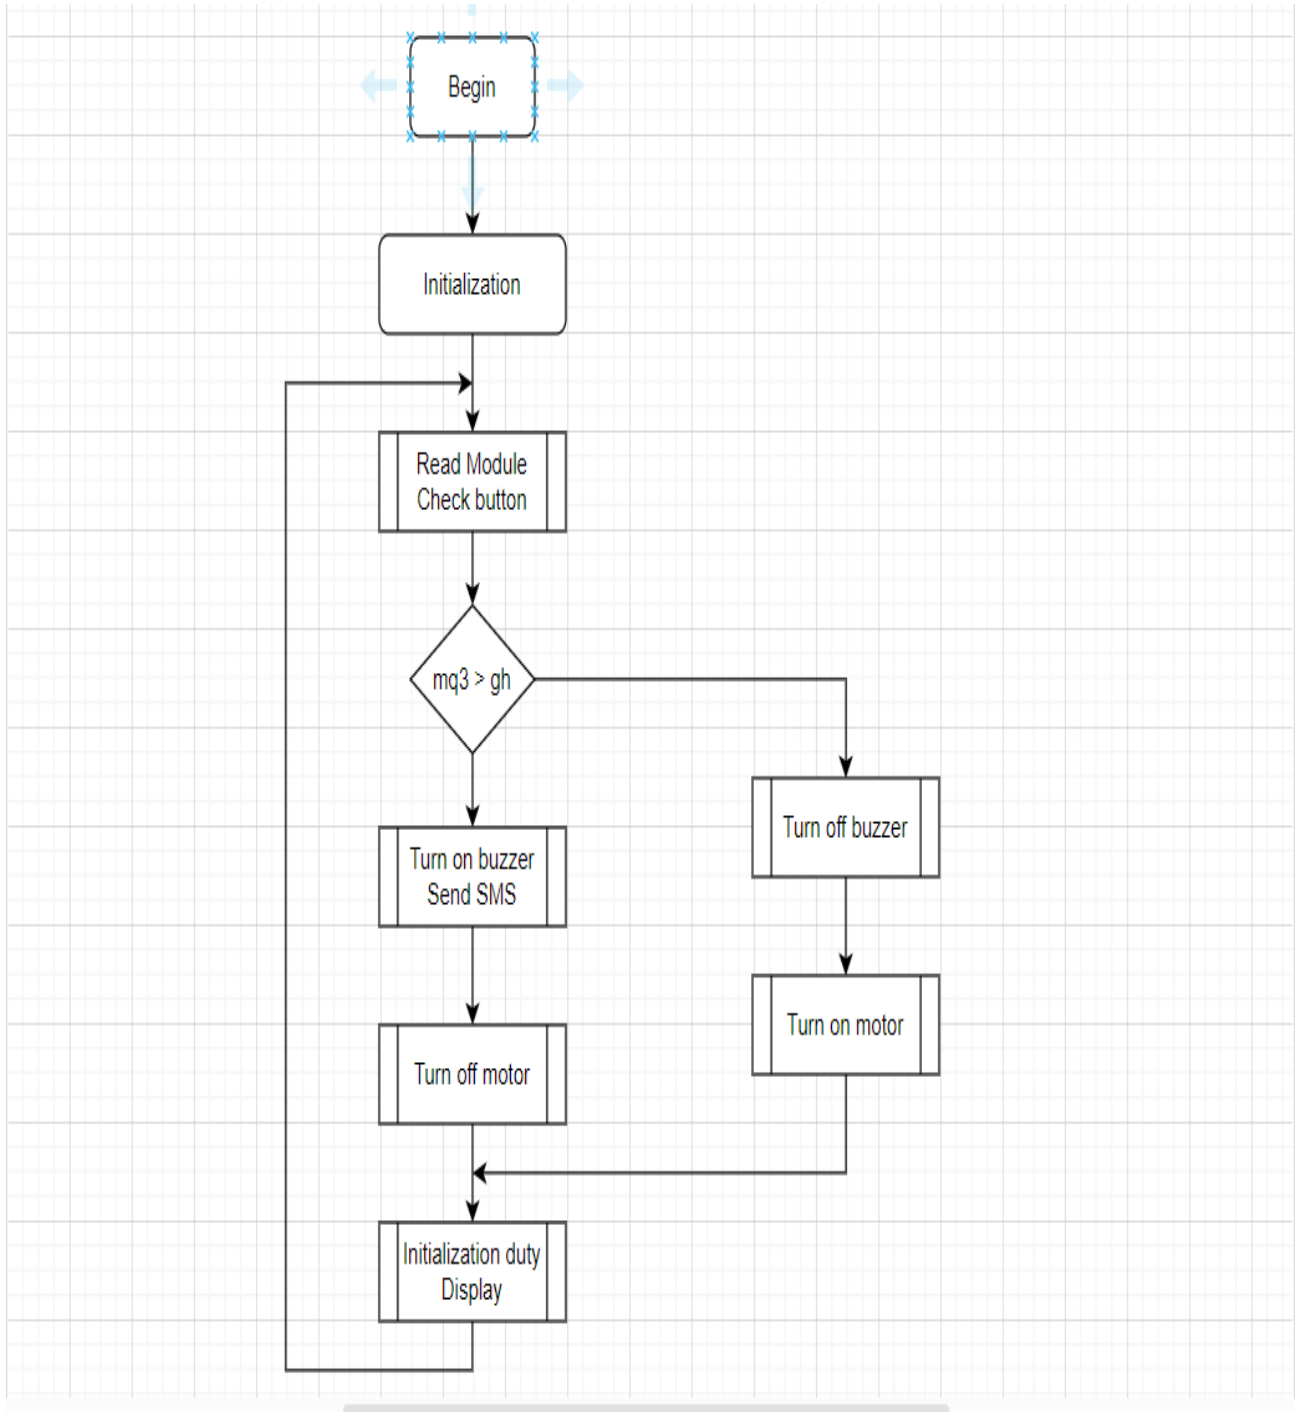 Begin
Initialization
Read Module
Check button
mq3 > gh
Turn on buzzer
Send SMS
Turn off buzzer
Turn off motor
Turn on motor
Initialization duty
Display